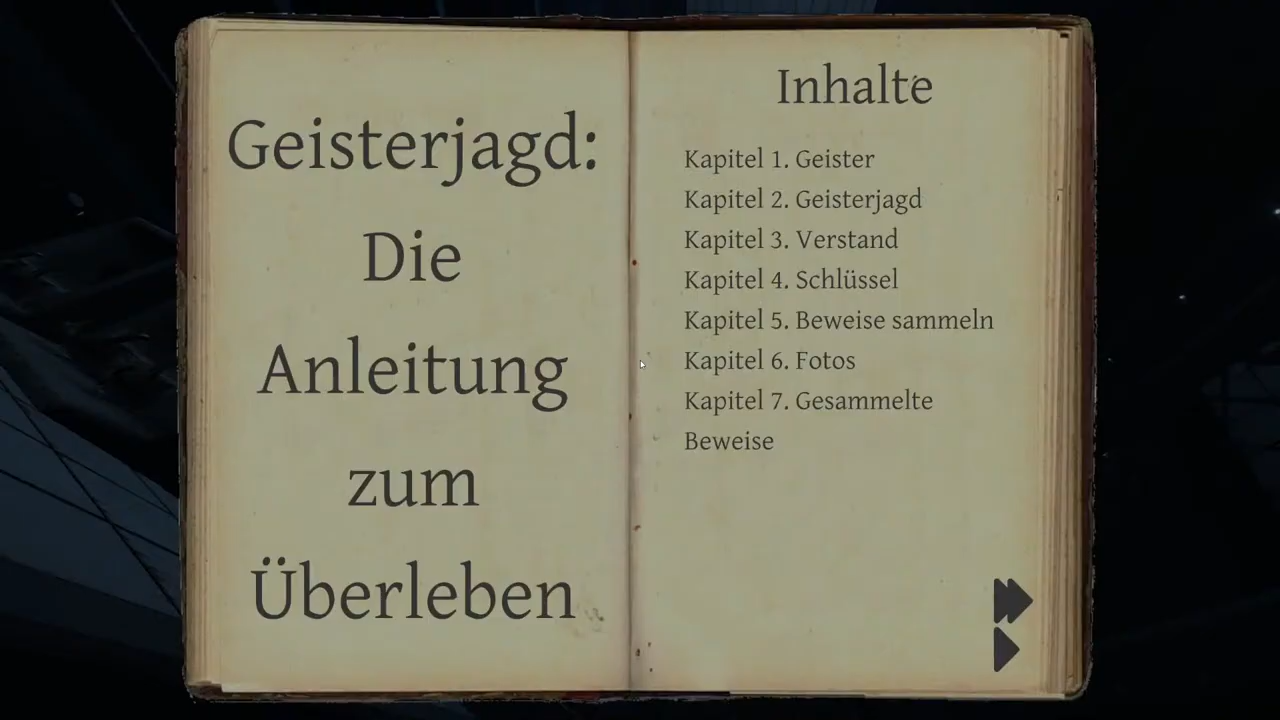 Geisterjagd:
Die
Anleitung
zum
Überleben
Inhalte
Kapitel 1. Geister
Kapitel 2. Geisterjagd
Kapitel 3. Verstand
Kapitel 4. Schlüssel
Kapitel 5. Beweise sammeln
Kapitel 6. Fotos
Kapitel 7. Gesammelte
Beweise